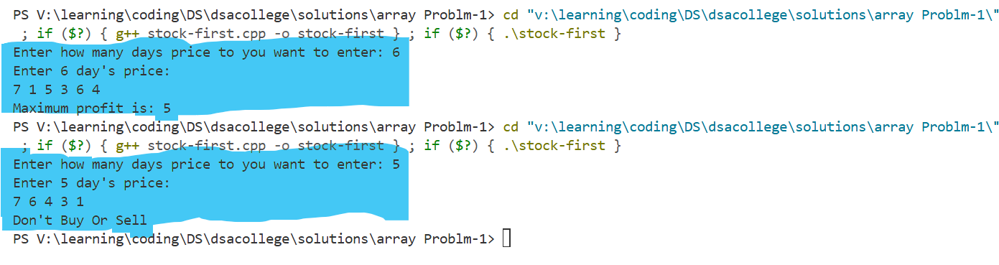 PS V:\learning\coding\DS\dsacollege\solutions\array Problm-1> cd "v:\learning\coding\DS\dsacollege\solutions\array Problm-1\"
; if ($?) { g++ stock-first.cpp -o stock-first } ; if ($?) { .\stock-first }
Enter how many days price to you want to enter: 6
Enter 6 day's price:
7 1 5 3 6 4
Maximum profit is: 5
PS V:\learning\coding\DS\dsacollege\solutions\array Problm-1> cd "v:\learning\coding\DS\dsacollege\solutions\array Problm-1\"
; if ($?) { g++ stock-first.cpp -o stock-first } ; if ($?) { .\stock-first }
Enter how many days price to you want to enter: 5
Enter 5 day's price:
7 6 4 3 1
Don't Buy Or Sell
PS V:\learning\coding\DS\dsacollege\solutions\array Problm-1>